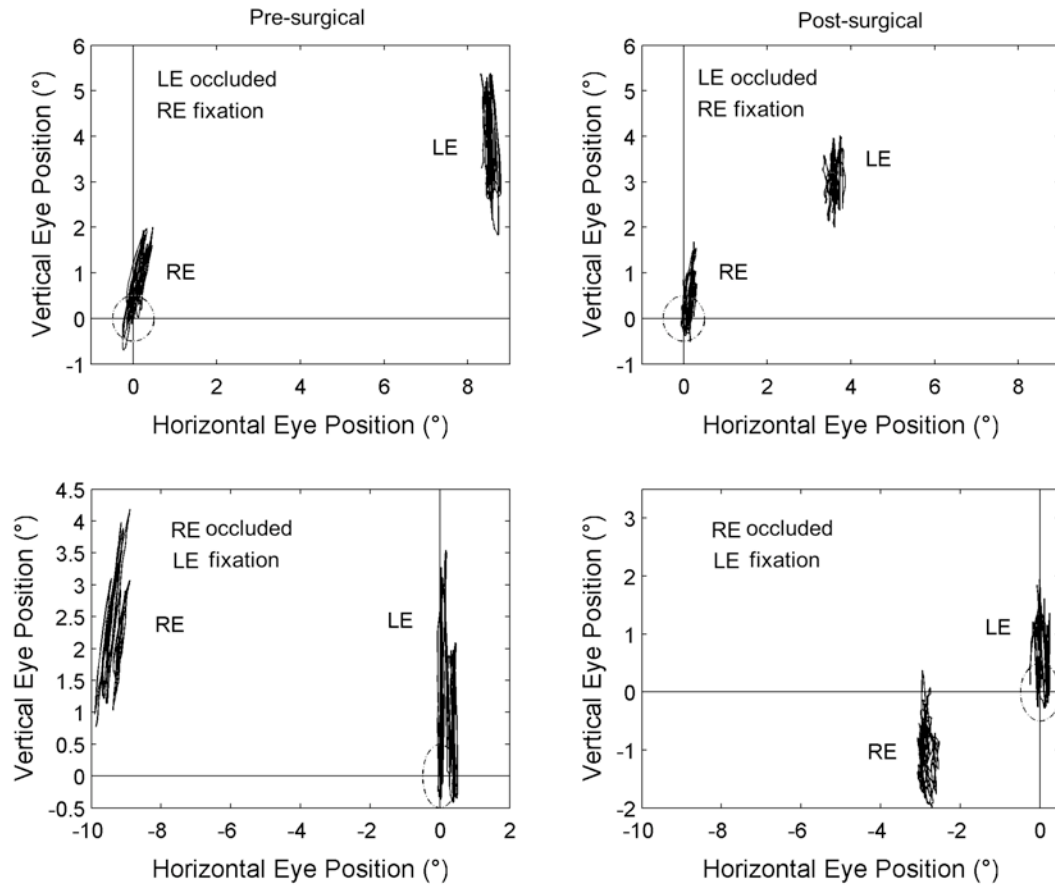 Pre-surgical
Post-surgical
6
5
4
3
2
1
0
-1
Vertical Eye Position (°)
LE occluded
RE fixation
LE
RE
0
2
4
6
8
Horizontal Eye Position (°)
6
5
4
3
2
1
0
-1
Vertical Eye Position (°)
LE occluded
RE fixation
LE
RE
0
2
4
6
8
Horizontal Eye Position (°)
4.5
4
3.5
3
2.5
2
1.5
1
0.5
0
-0.5
Vertical Eye Position (°)
RE occluded
LE fixation
RE
LE
-10
-8
-6
-4
-2
0
2
Horizontal Eye Position (°)
3
2
1
0
-1
-2
Vertical Eye Position (°)
RE occluded
LE fixation
LE
RE
-10
-8
-6
-4
-2
0
Horizontal Eye Position (°)